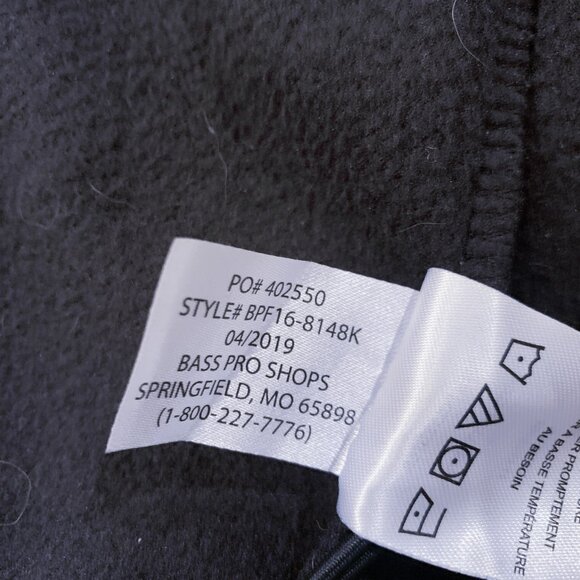 PO# 402550
STYLE# BPF16-8148K
04/2019
BASS PRO SHOPS
SPRINGFIELD, MO 65898
(1-800-227-7776)
R PROMPTEMENT
À BASSE TEMPÉRATURE
AU BESOIN